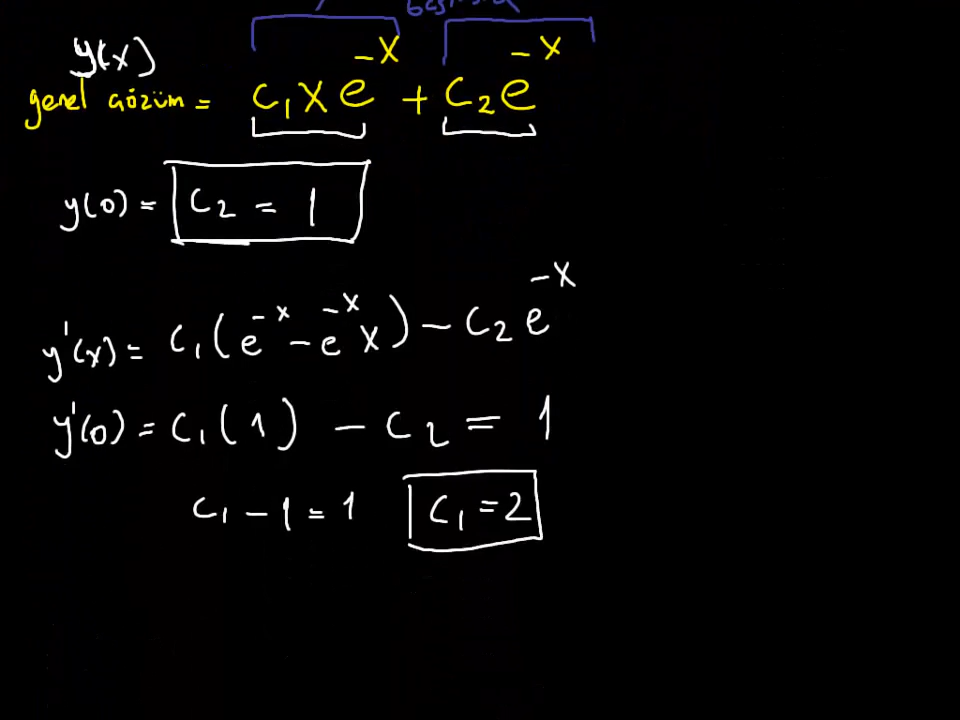 y(x)
genel çözüm = c₁xe⁻ˣ + c₂e⁻ˣ
y(0) = c₂ = 1
y'(x) = c₁(e⁻ˣ - e⁻ˣx) - c₂e⁻ˣ
y'(0) = c₁(1) - c₂ = 1
c₁ - 1 = 1 c₁ = 2